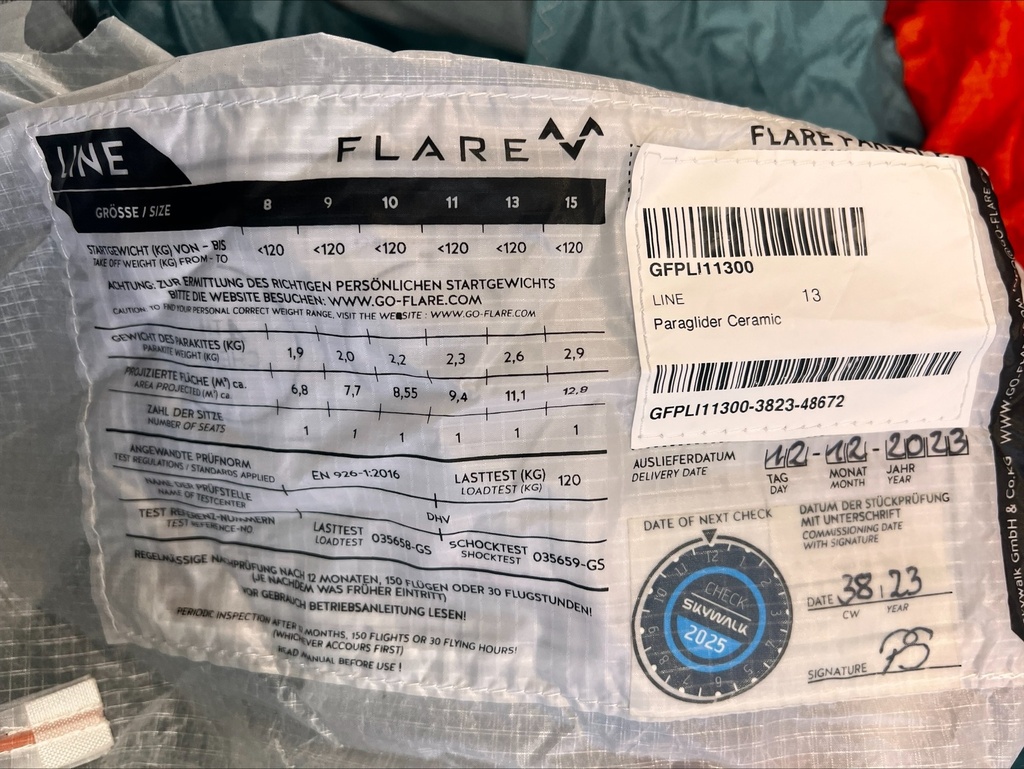 LINE
FLARE
GRÖSSE / SIZE 8 9 10 11 13 15
STARTGEWICHT (KG) VON - BIS
TAKE OFF WEIGHT (KG) FROM - TO
<120 <120 <120 <120 <120 <120
ACHTUNG: ZUR ERMITTLUNG DES RICHTIGEN PERSÖNLICHEN STARTGEWICHTS
BITTE DIE WEBSITE BESUCHEN: WWW.GO-FLARE.COM
CAUTION: TO FIND YOUR PERSONAL CORRECT WEIGHT RANGE, VISIT THE WEBSITE : WWW.GO-FLARE.COM
GEWICHT DES PARAKITES (KG)
PARAKITE WEIGHT (KG)
1,9 2,0 2,2 2,3 2,6 2,9
PROJIZIERTE FLÄCHE (M²) ca.
AREA PROJECTED (M²) ca.
6,8 7,7 8,55 9,4 11,1 12,9
ZAHL DER SITZE
NUMBER OF SEATS
1 1 1 1 1 1
ANGEWANDTE PRÜFNORM
TEST REGULATIONS / STANDARDS APPLIED
EN 926-1:2016
LASTTEST (KG)
LOADTEST (KG)
120
NAME DER PRÜFSTELLE
NAME OF TESTCENTER
DHV
TEST REFERENZ-NUMMERN
TEST REFERENCE-NO
LASTTEST
LOADTEST
035658-GS
SCHOCKTEST
SHOCKTEST
035659-GS
REGELMÄSSIGE NACHPRÜFUNG NACH 12 MONATEN, 150 FLÜGEN ODER 30 FLUGSTUNDEN!
(JE NACHDEM WAS FRÜHER EINTRITT)
VOR GEBRAUCH BETRIEBSANLEITUNG LESEN!
PERIODIC INSPECTION AFTER 12 MONTHS, 150 FLIGHTS OR 30 FLYING HOURS!
(WHICHEVER ACCOURS FIRST)
READ MANUAL BEFORE USE !
GFPLI11300
LINE 13
Paraglider Ceramic
GFPLI11300-3823-48672
AUSLIEFERDATUM
DELIVERY DATE
12-12-2023
TAG MONAT JAHR
DAY MONTH YEAR
DATE OF NEXT CHECK
12 1 2 3 5 6 7 8 9 10 11
CHECK
SKYWALK
2025
DATUM DER STÜCKPRÜFUNG
MIT UNTERSCHRIFT
COMMISSIONING DATE
WITH SIGNATURE
DATE 38 23
CW YEAR
SIGNATURE